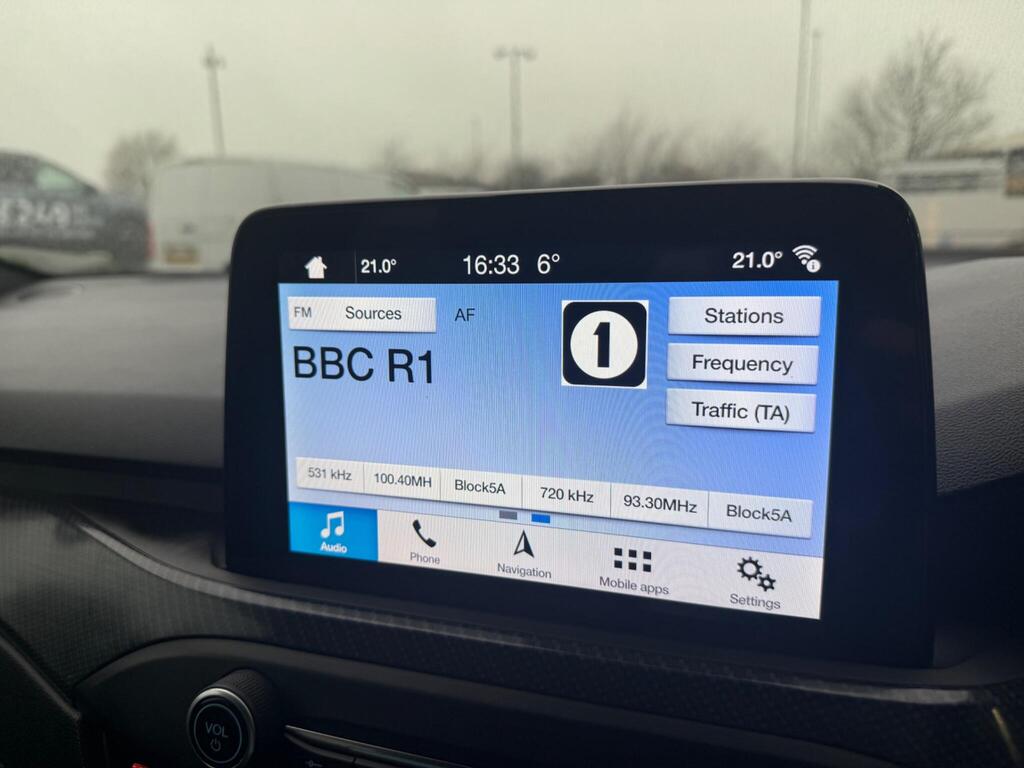 21.0° 16:33 6° 21.0°
FM Sources AF
1
Stations
BBC R1
Frequency
Traffic (TA)
531 kHz 100.40MH Block5A 720 kHz 93.30MHz Block5A
Audio Phone Navigation Mobile apps Settings
VOL